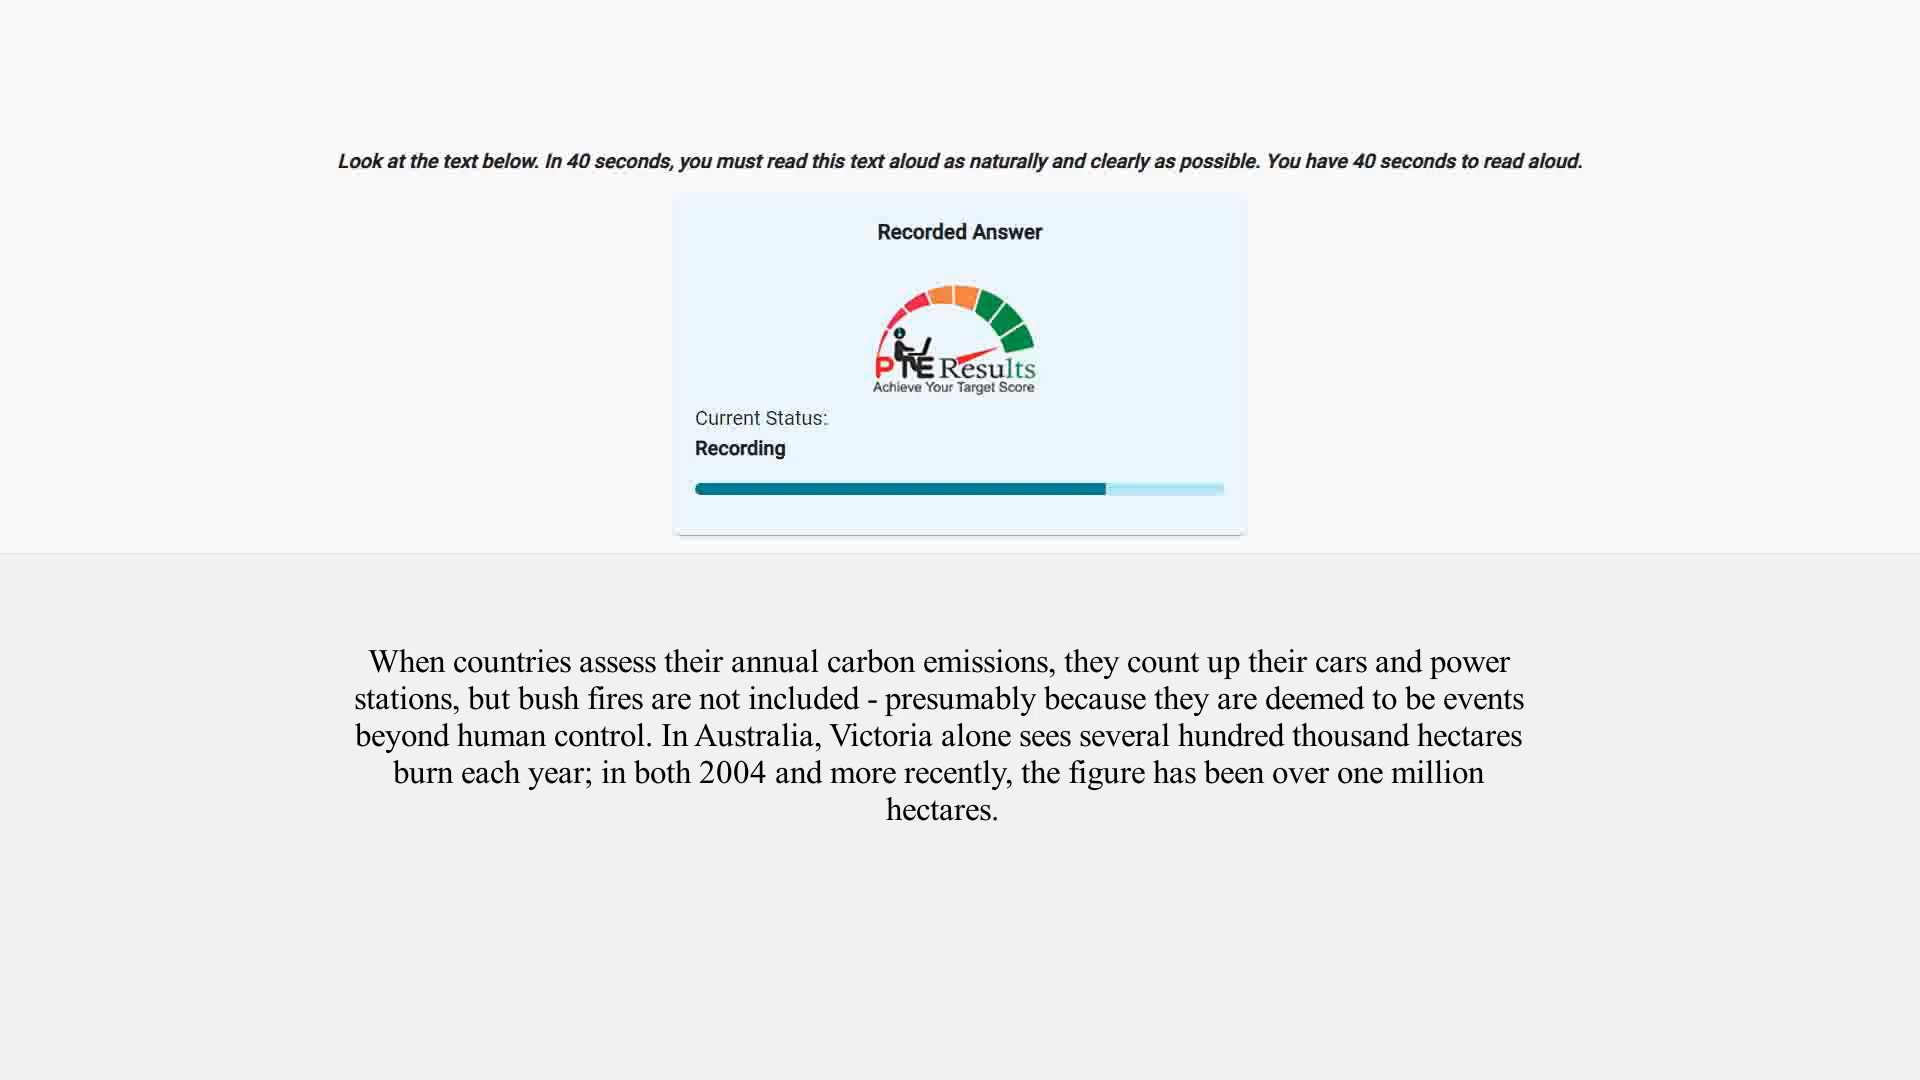 Look at the text below. In 40 seconds, you must read this text aloud as naturally and clearly as possible. You have 40 seconds to read aloud.
Recorded Answer
PTE Results
Achieve Your Target Score
Current Status:
Recording
When countries assess their annual carbon emissions, they count up their cars and power
stations, but bush fires are not included - presumably because they are deemed to be events
beyond human control. In Australia, Victoria alone sees several hundred thousand hectares
burn each year; in both 2004 and more recently, the figure has been over one million
hectares.